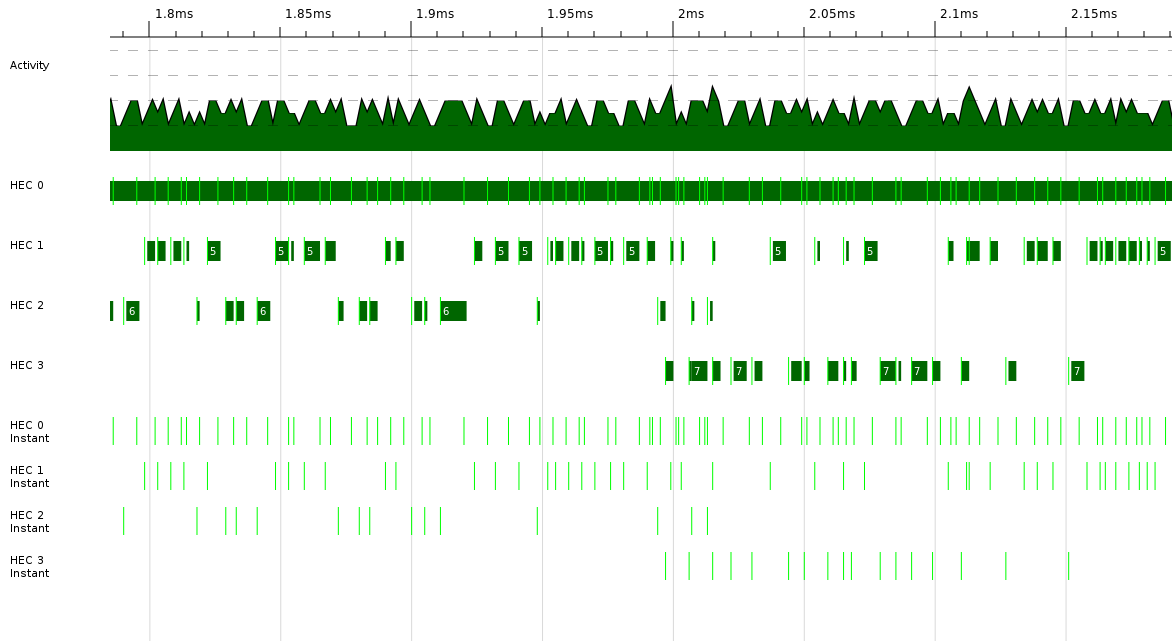 1.8ms 1.85ms 1.9ms 1.95ms 2ms 2.05ms 2.1ms 2.15ms
Activity
HEC 0
HEC 1 5 5 5 5 5 5 5 5 5 5
HEC 2 6 6 6
HEC 3 7 7 7 7 7
HEC 0
Instant
HEC 1
Instant
HEC 2
Instant
HEC 3
Instant